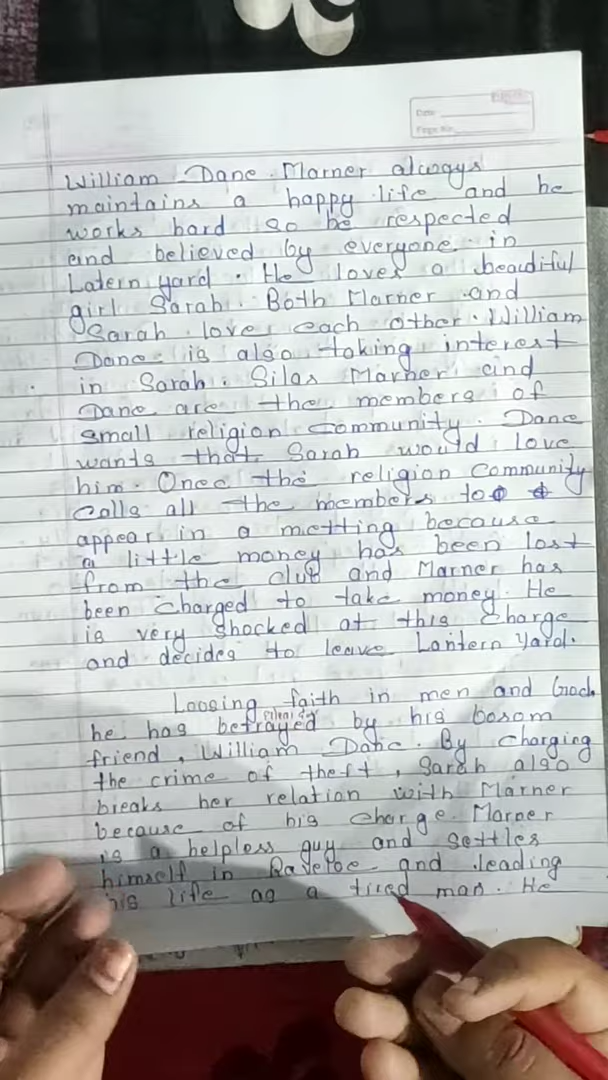 Date
Page No.
William Dane. Marner always
maintains a happy life and he
works hard so be respected
and believed by everyone in
Latern yard. He loves a beautiful
girl Sarah. Both Marner and
Sarah love each other. William
Dane is also taking interest
in Sarah. Silas Marner and
Dane are the members of
small religion community. Dane
wants that Sarah would love
him. Once the religion community
calls all the members to
appear in a metting because
a little money has been lost
from the club and Marner has
been charged to take money. He
is very shocked at this charge
and decides to leave Lantern yard.
Loosing faith in men and God
he has betrayed by his bosom
friend, William Dane. By charging
the crime of theft, Sarah also
breaks her relation with Marner
because of his charge. Marner
is a helpless guy and settles
himself in Raveloe and leading
his life as a tired man. He